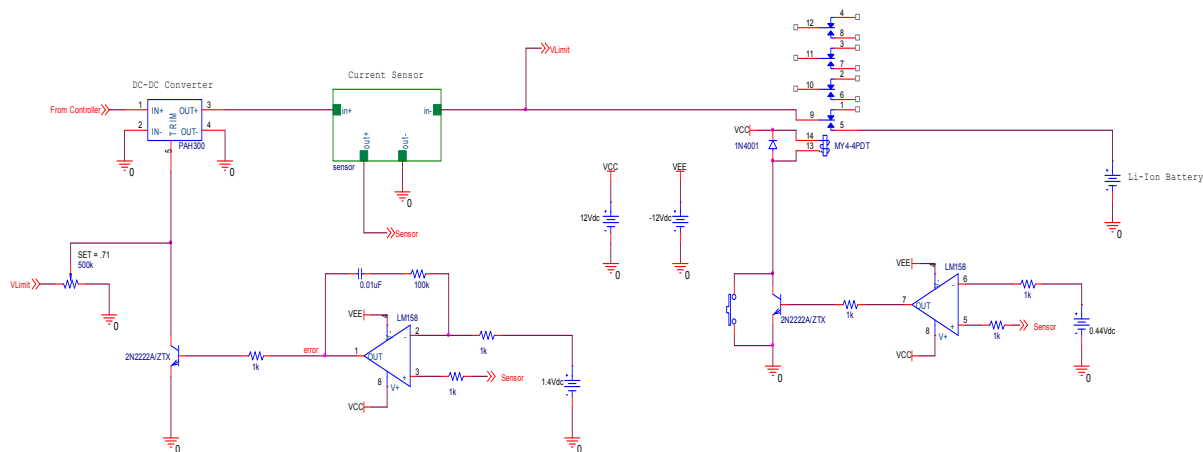 4
12
8
3
VLimit
11
7
Current Sensor
2
DC-DC Converter
10
6
1
From Controller
1
IN+
OUT+
3
in+
in-
9
2
IN-
OUT-
4
TRIM
5
PAH300
VCC
14
13
5
1N4001
MY4-4PDT
0
0
out+
out-
sensor
0
VCC
VEE
Li-Ion Battery
12Vdc
-12Vdc
0
Sensor
0
0
SET = .71
500k
VLimit
0
0.01uF
100k
VEE
LM158
4
V-
2
-
1
OUT
error
1k
3
+
1k
1k
Sensor
8
V+
VCC
2N2222A/ZTX
1.4Vdc
0
0
VEE
LM158
4
V-
6
-
1k
7
OUT
1k
2N2222A/ZTX
5
+
1k
Sensor
0.44Vdc
8
V+
VCC
0
0